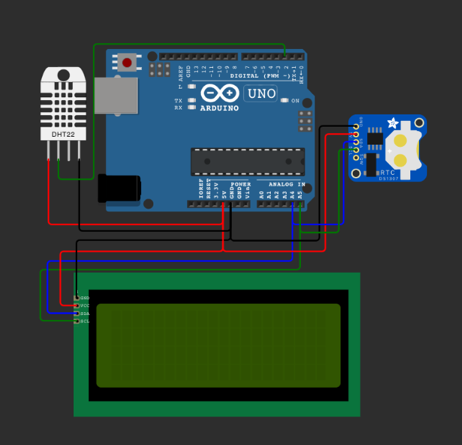 AREF
GND
13
12
~11
~10
~9
8
7
~6
~5
4
~3
2
TX→1
RX←0
DIGITAL (PWM ~)
L
TX
RX
UNO
ON
ARDUINO
DHT22
IOREF
RESET
3.3V
5V
GND
GND
POWER
ANALOG IN
A0
A1
A2
A3
A4
A5
RTC
DS1307
GND
VCC
SDA
SCL